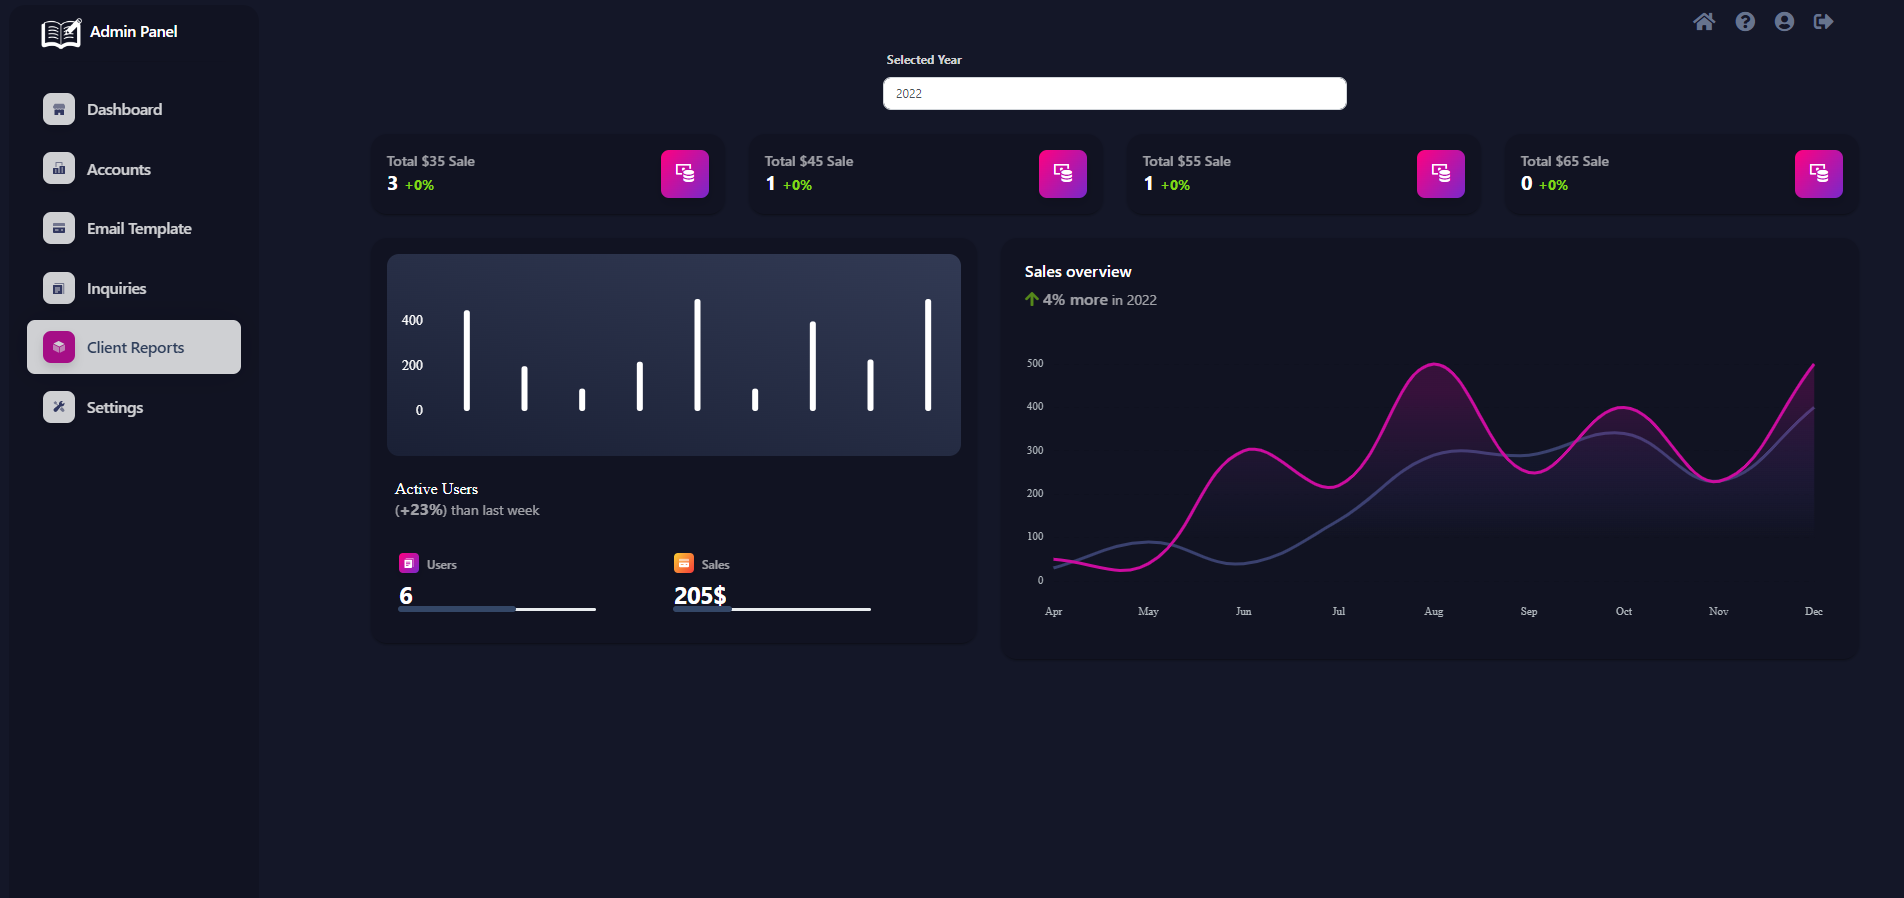 Admin Panel
Dashboard
Accounts
Email Template
Inquiries
Client Reports
Settings
Selected Year
2022
Total $35 Sale
3 +0%
Total $45 Sale
1 +0%
Total $55 Sale
1 +0%
Total $65 Sale
0 +0%
400
200
0
Active Users
(+23%) than last week
Users
6
Sales
205$
Sales overview
4% more in 2022
500
400
300
200
100
0
Apr May Jun Jul Aug Sep Oct Nov Dec